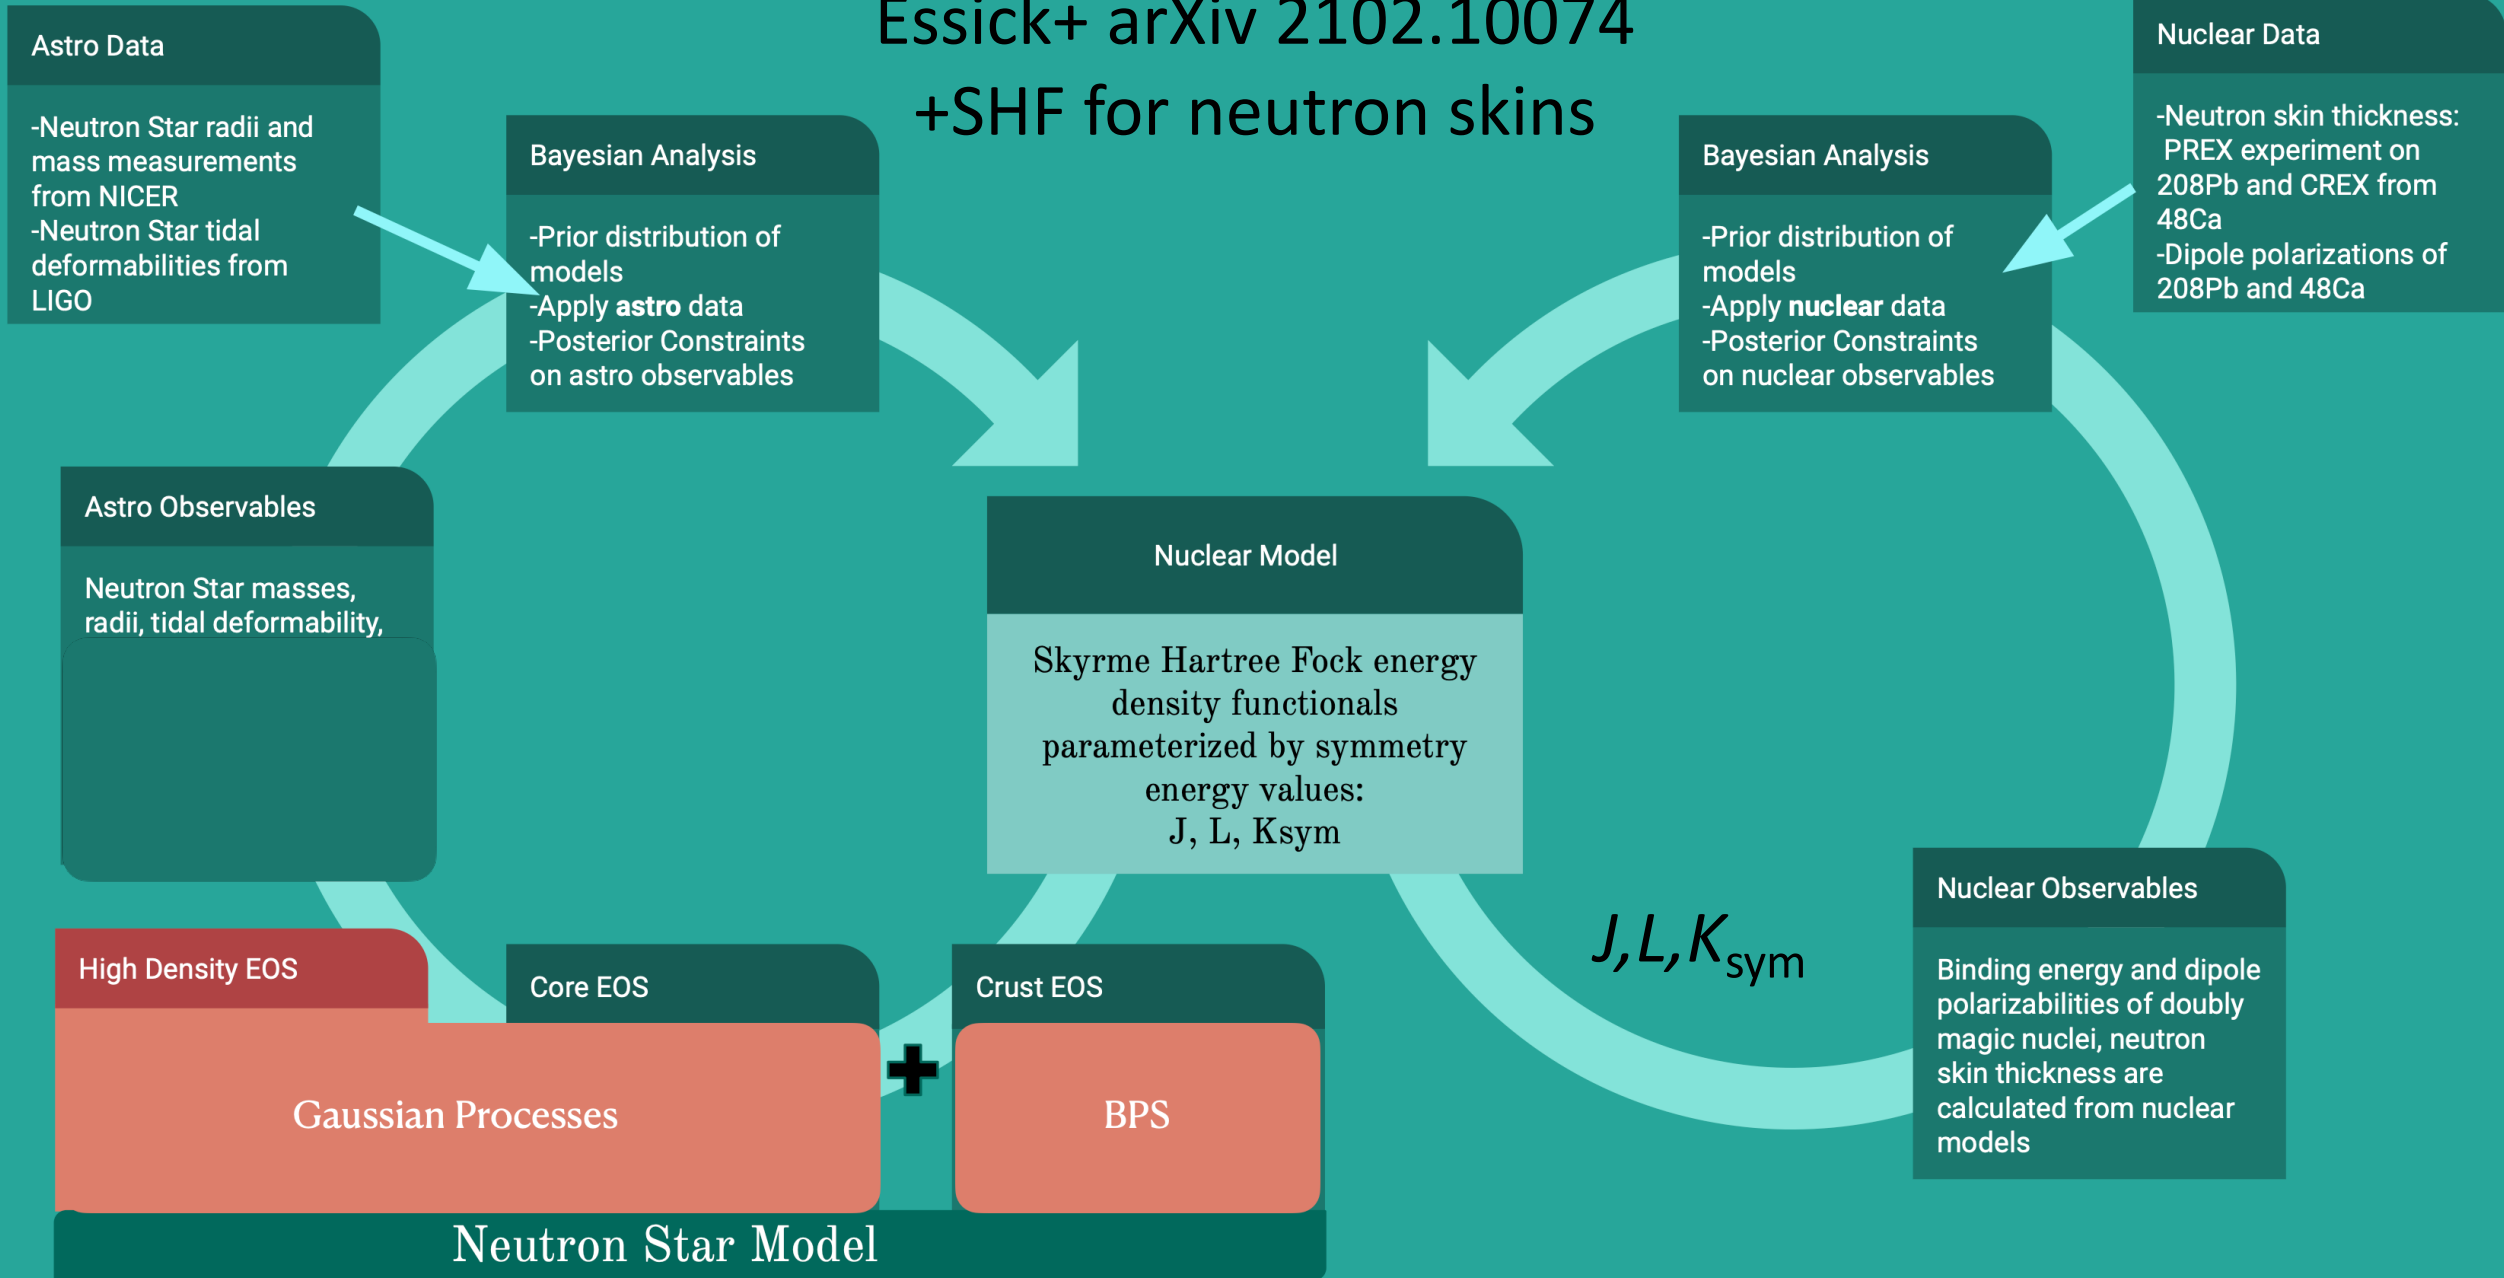 Essick+ arXiv 2102.10074
+SHF for neutron skins
Astro Data
-Neutron Star radii and
mass measurements
from NICER
-Neutron Star tidal
deformabilities from
LIGO
Bayesian Analysis
-Prior distribution of
models
-Apply astro data
-Posterior Constraints
on astro observables
Bayesian Analysis
-Prior distribution of
models
-Apply nuclear data
-Posterior Constraints
on nuclear observables
Nuclear Data
-Neutron skin thickness:
PREX experiment on
208Pb and CREX from
48Ca
-Dipole polarizations of
208Pb and 48Ca
Astro Observables
Neutron Star masses,
radii, tidal deformability,
Nuclear Model
Skyrme Hartree Fock energy
density functionals
parameterized by symmetry
energy values:
J, L, Ksym
J,L,Ksym
Nuclear Observables
Binding energy and dipole
polarizabilities of doubly
magic nuclei, neutron
skin thickness are
calculated from nuclear
models
High Density EOS
Core EOS
Crust EOS
Gaussian Processes
BPS
Neutron Star Model